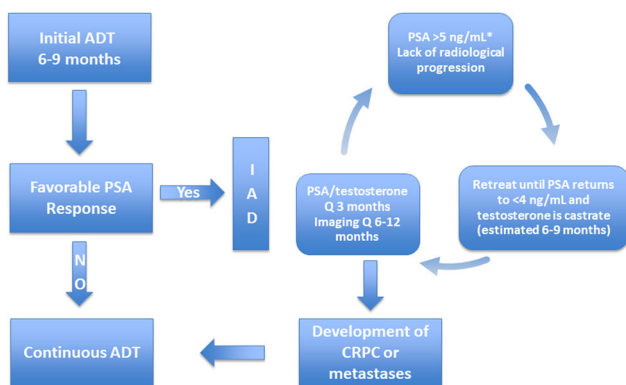 Initial ADT
6-9 months
Favorable PSA
Response
Yes
I
A
D
N
O
Continuous ADT
PSA >5 ng/mL*
Lack of radiological
progression
Retreat until PSA returns
to <4 ng/mL and
testosterone is castrate
(estimated 6-9 months)
PSA/testosterone
Q 3 months
Imaging Q 6-12
months
Development of
CRPC or
metastases